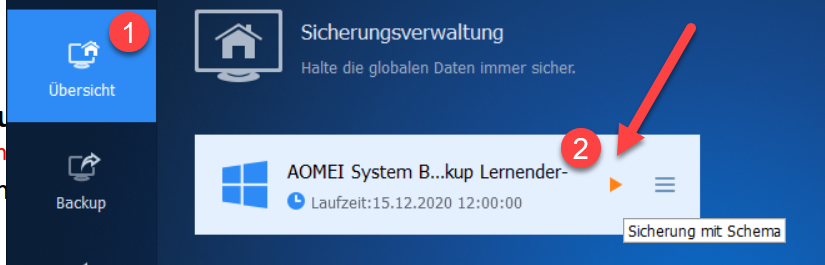 1
Übersicht
Backup
Sicherungsverwaltung
Halte die globalen Daten immer sicher.
2
AOMEI System B...kup Lernender-
Laufzeit:15.12.2020 12:00:00
Sicherung mit Schema